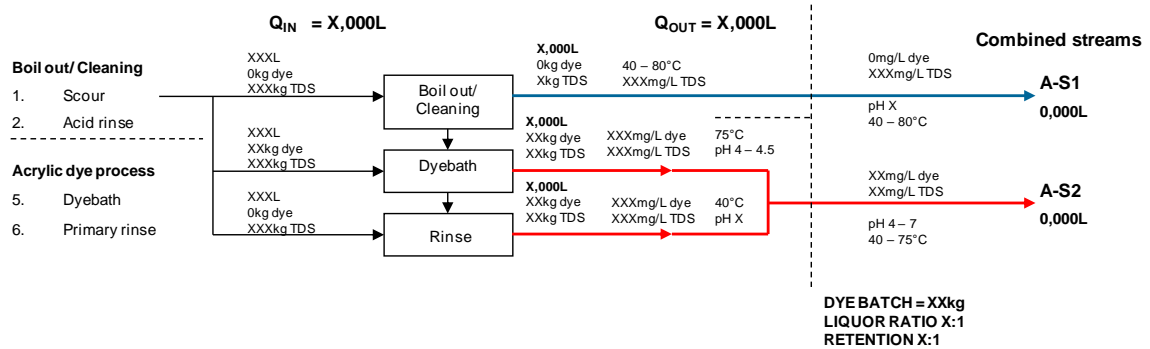 Q_IN = X,000L
Q_OUT = X,000L
Combined streams
Boil out/ Cleaning
1. Scour
2. Acid rinse
Acrylic dye process
5. Dyebath
6. Primary rinse
XXXL
0kg dye
XXXkg TDS
XXXL
XXkg dye
XXXkg TDS
XXXL
0kg dye
XXXkg TDS
Boil out/
Cleaning
Dyebath
Rinse
X,000L
0kg dye
Xkg TDS
40 – 80°C
XXXmg/L TDS
X,000L
XXkg dye
XXkg TDS
XXXmg/L dye
XXXmg/L TDS
75°C
pH 4 – 4.5
X,000L
XXkg dye
XXkg TDS
XXXmg/L dye
XXXmg/L TDS
40°C
pH X
0mg/L dye
XXXmg/L TDS
pH X
40 – 80°C
A-S1
0,000L
XXmg/L dye
XXmg/L TDS
pH 4 – 7
40 – 75°C
A-S2
0,000L
DYE BATCH = XXkg
LIQUOR RATIO X:1
RETENTION X:1